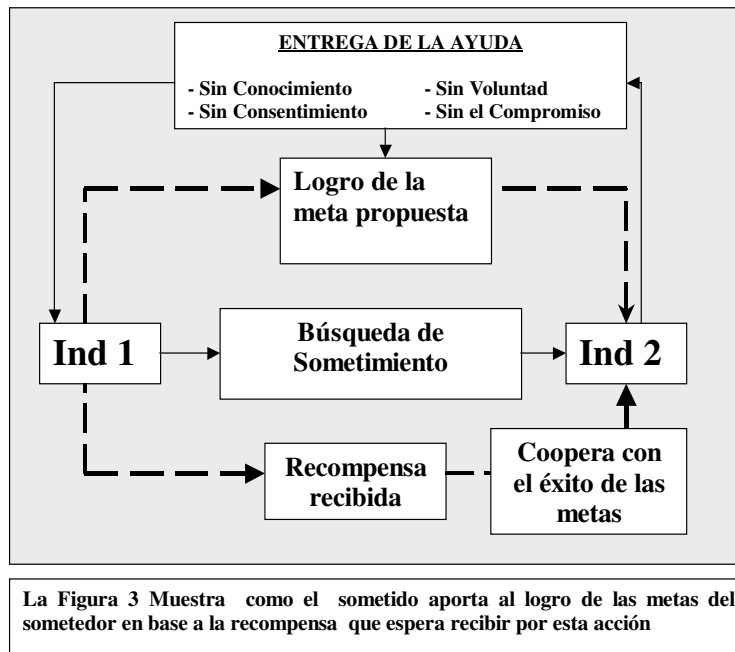 ENTREGA DE LA AYUDA
- Sin Conocimiento - Sin Voluntad
- Sin Consentimiento - Sin el Compromiso
Logro de la
meta propuesta
Ind 1
Búsqueda de
Sometimiento
Ind 2
Recompensa
recibida
Coopera con
el éxito de las
metas
La Figura 3 Muestra como el sometido aporta al logro de las metas del
sometedor en base a la recompensa que espera recibir por esta acción